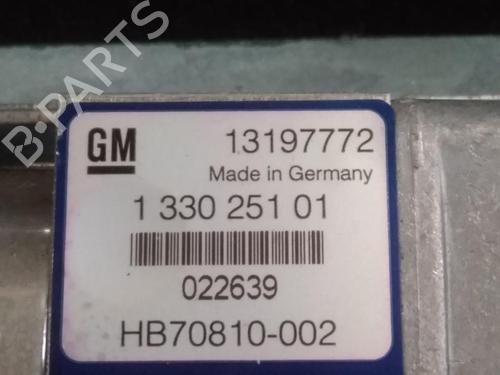 B-PARTS
GM 13197772
Made in Germany
1 330 251 01
022639
HB70810-002